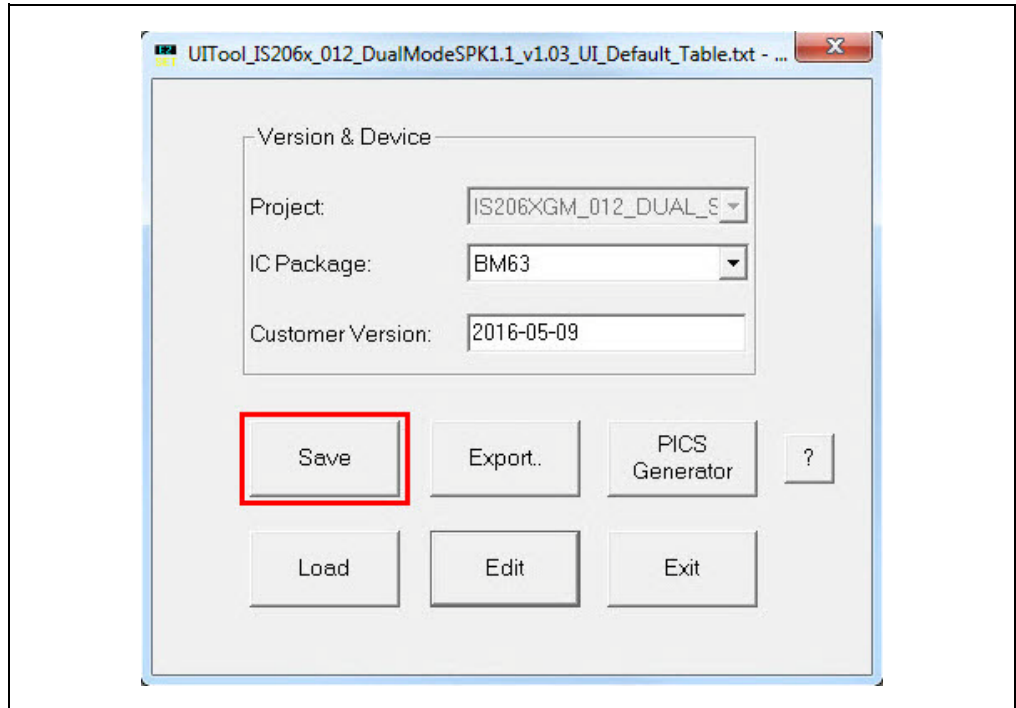 UITool_IS206x_012_DualModeSPK1.1_v1.03_UI_Default_Table.txt - ...
Version & Device
Project:
IS206XGM_012_DUAL_S
IC Package:
BM63
Customer Version:
2016-05-09
Save
Export..
PICS
Generator
?
Load
Edit
Exit